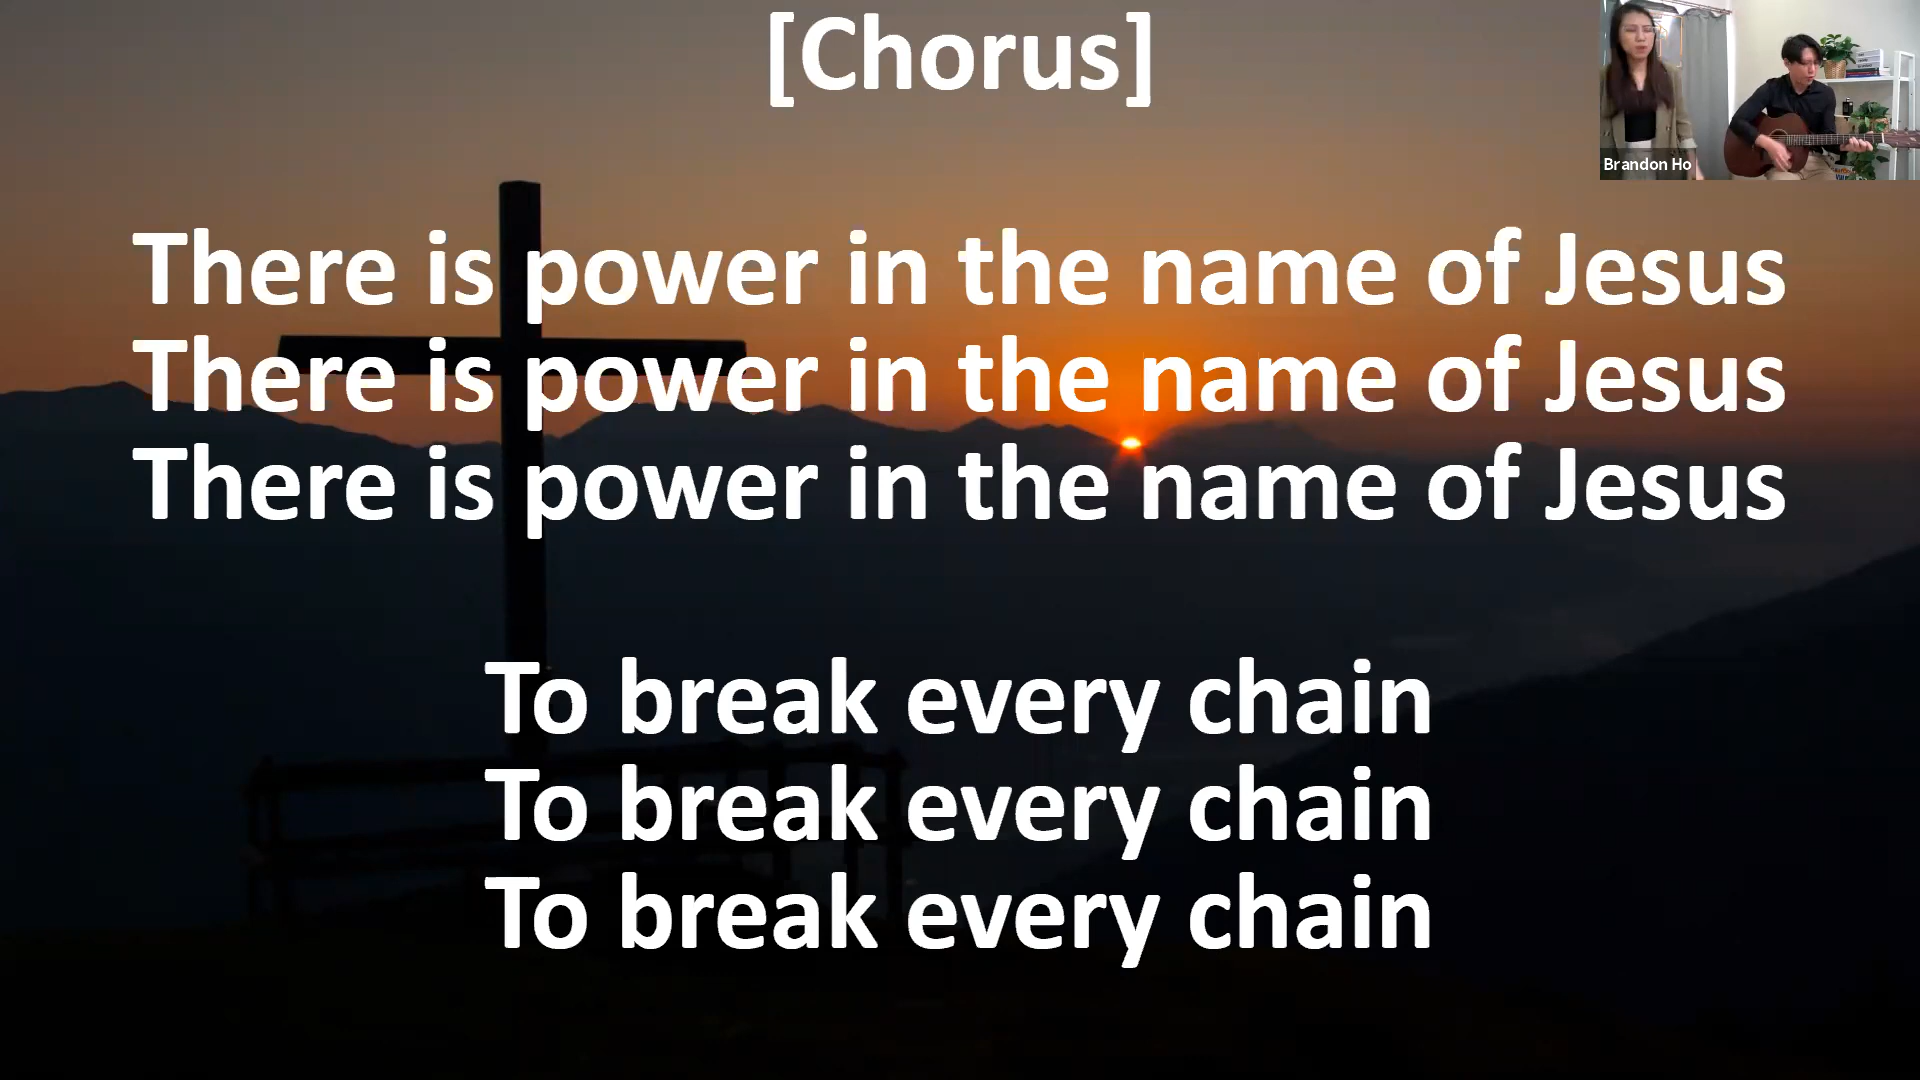 [Chorus]
There is power in the name of Jesus
There is power in the name of Jesus
There is power in the name of Jesus
To break every chain
To break every chain
To break every chain
Brandon Ho